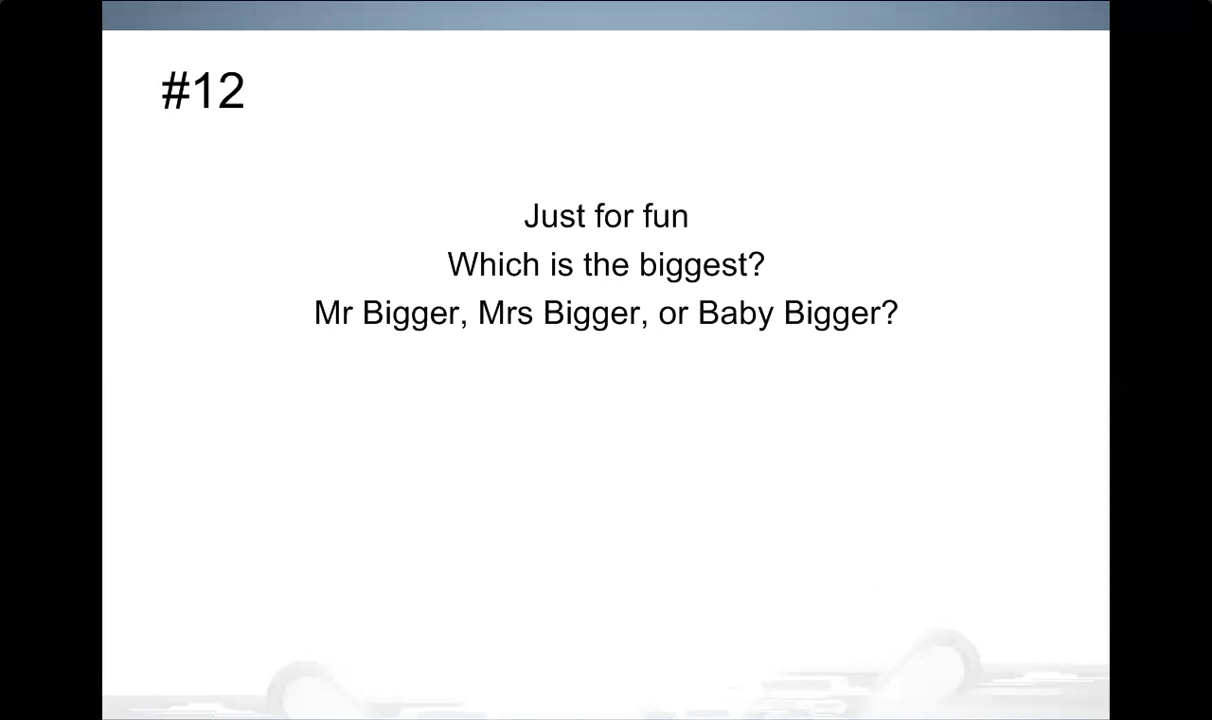 #12
Just for fun
Which is the biggest?
Mr Bigger, Mrs Bigger, or Baby Bigger?